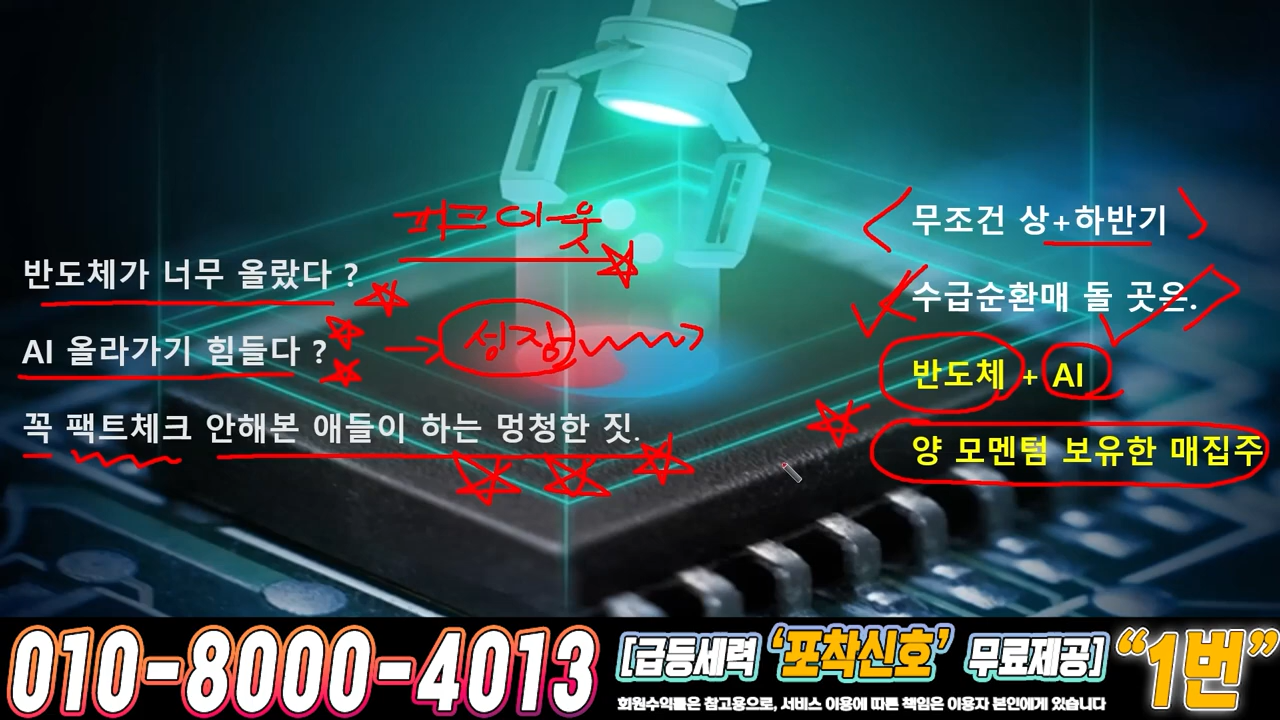 피크아웃
반도체가 너무 올랐다 ?
AI 올라가기 힘들다 ?
성장
꼭 팩트체크 안해본 애들이 하는 멍청한 짓.
무조건 상+하반기
수급순환매 돌 곳은.
반도체 + AI
양 모멘텀 보유한 매집주
010-8000-4013
[급등세력 '포착신호' 무료제공] "1번"
회원수익률은 참고용으로, 서비스 이용에 따른 책임은 이용자 본인에게 있습니다